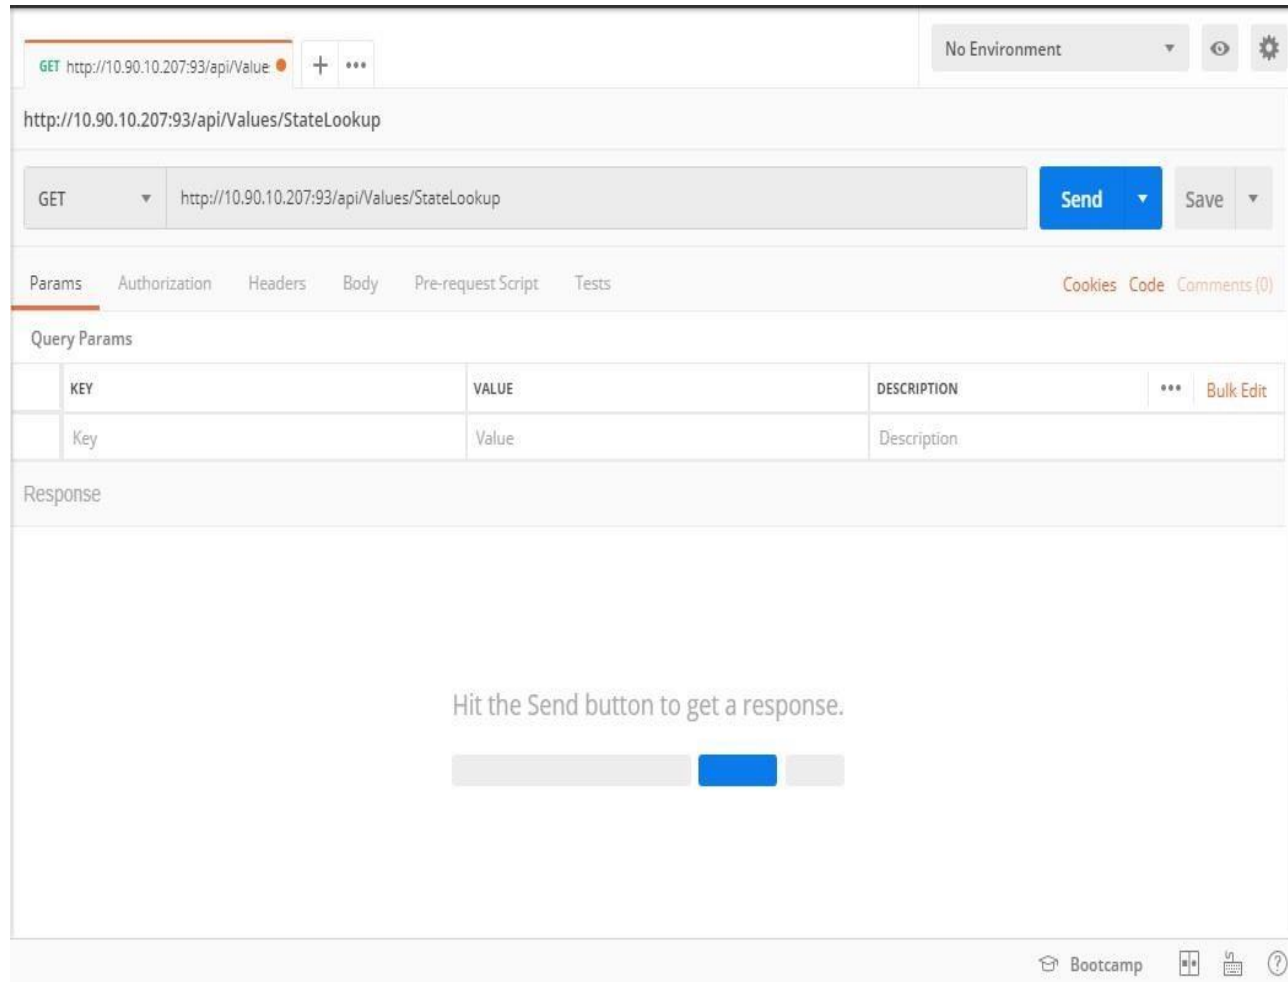 GET http://10.90.10.207:93/api/Value
No Environment
http://10.90.10.207:93/api/Values/StateLookup
GET http://10.90.10.207:93/api/Values/StateLookup Send Save
Params Authorization Headers Body Pre-request Script Tests Cookies Code Comments (0)
Query Params
KEY VALUE DESCRIPTION Bulk Edit
Key Value Description
Response
Hit the Send button to get a response.
Bootcamp